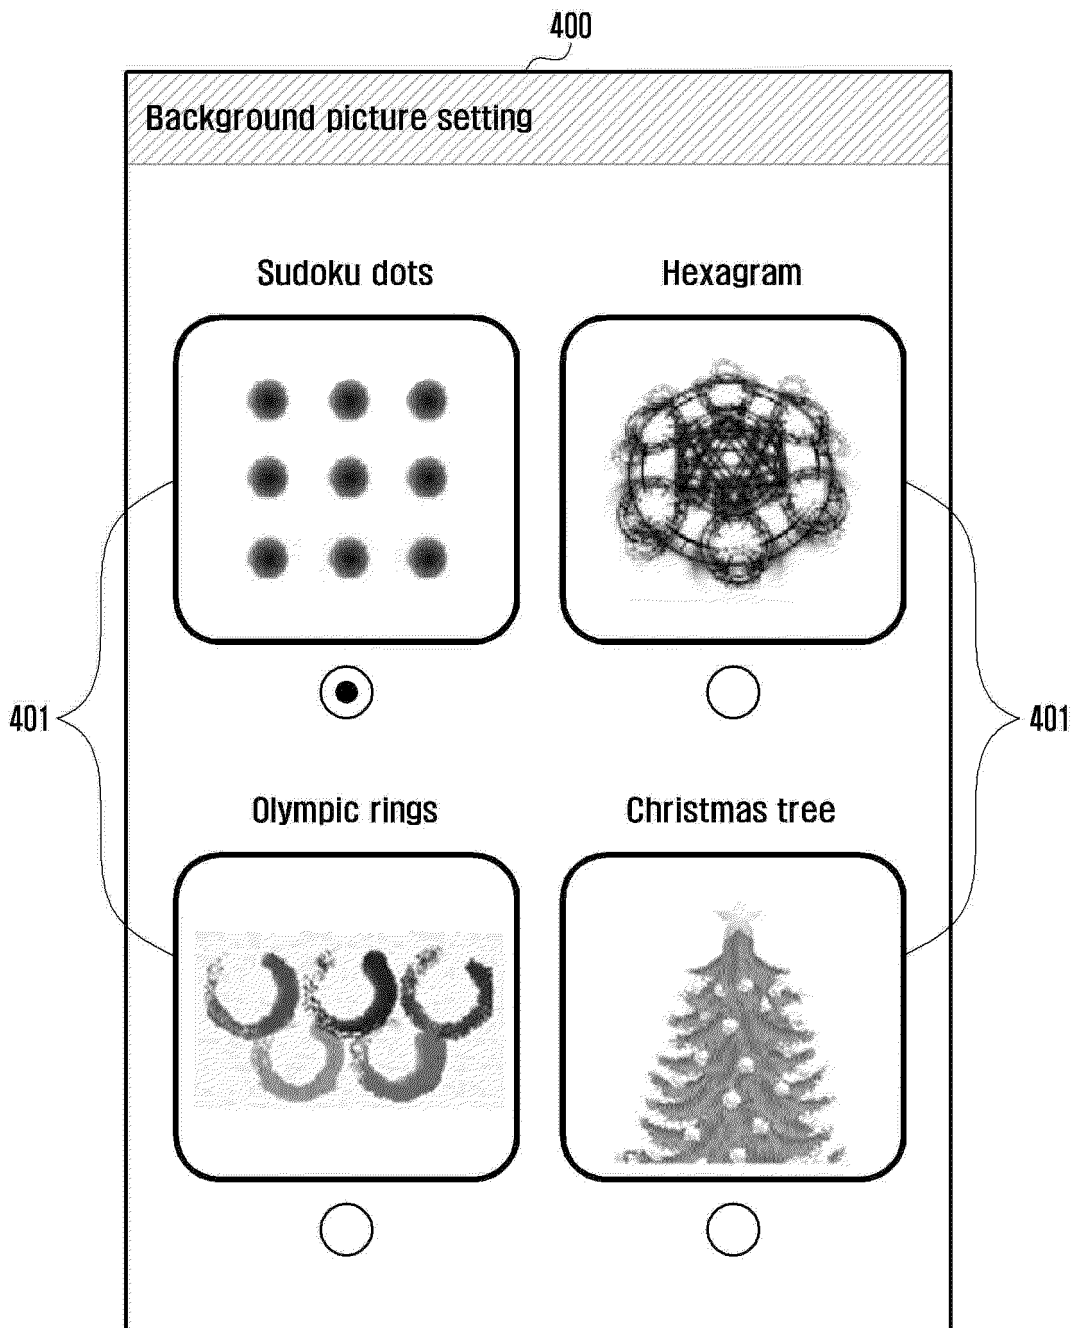 400
Background picture setting
Sudoku dots Hexagram
401 401
Olympic rings Christmas tree